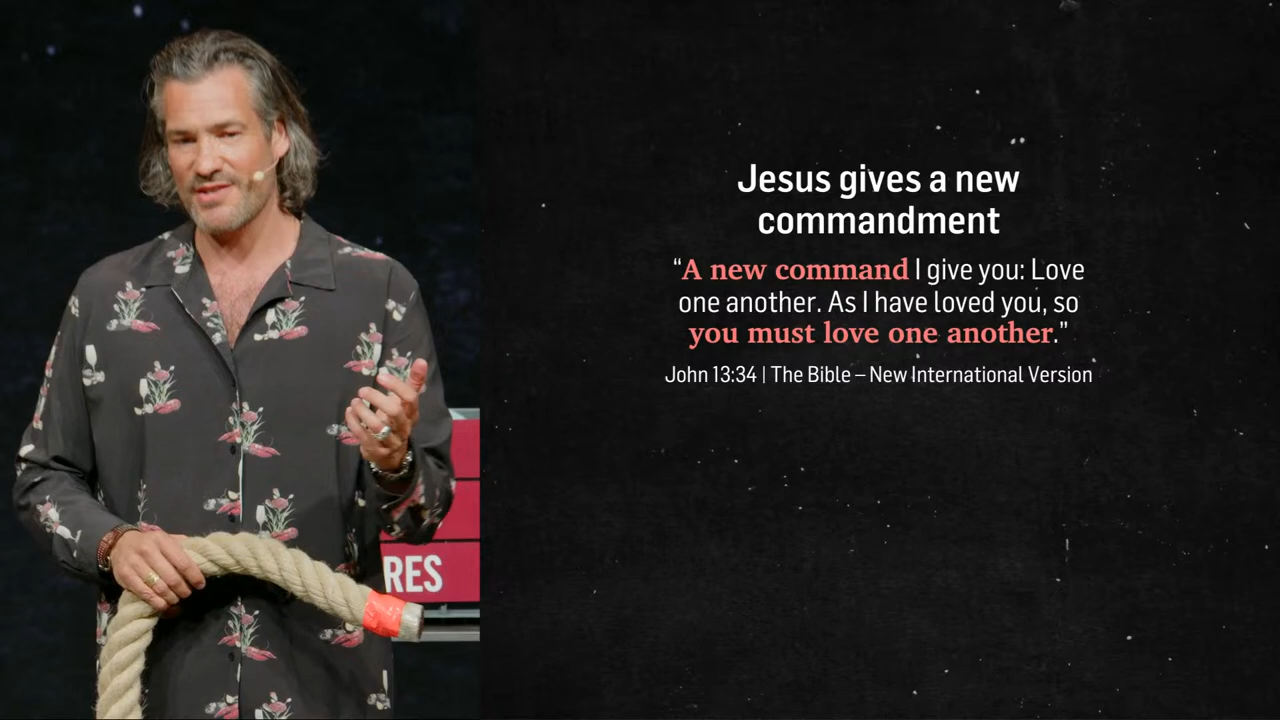 Jesus gives a new
commandment
“A new command I give you: Love
one another. As I have loved you, so
you must love one another.”
John 13:34 | The Bible – New International Version
RES